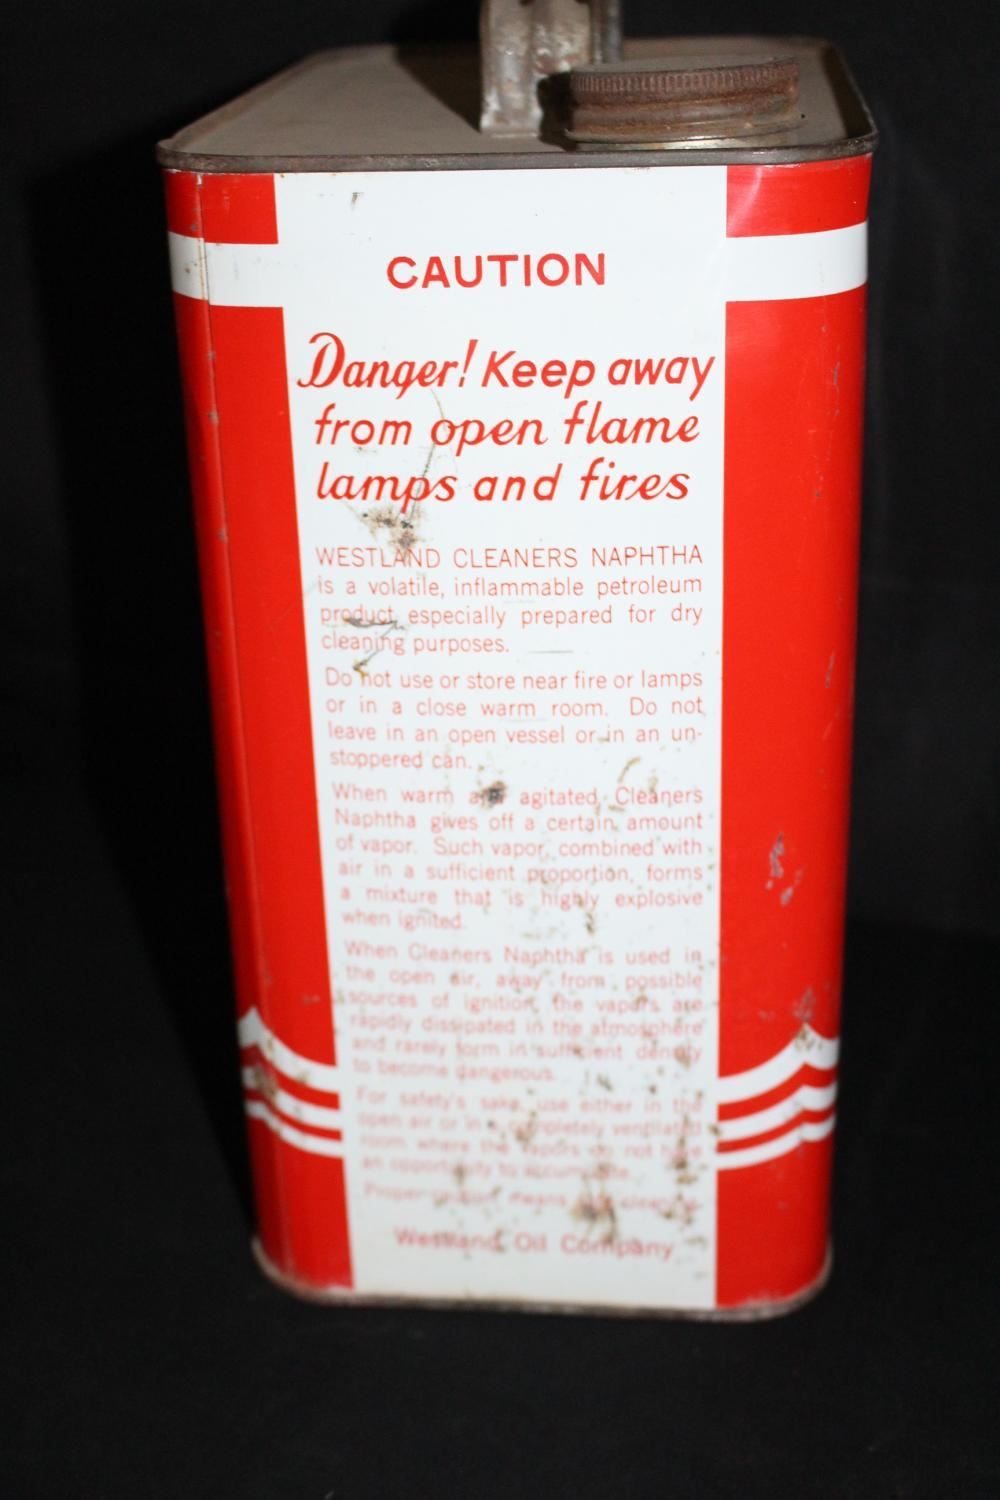 CAUTION
Danger! Keep away
from open flame
lamps and fires
WESTLAND CLEANERS NAPHTHA
is a volatile, inflammable petroleum
product especially prepared for dry
cleaning purposes.
Do not use or store near fire or lamps
or in a close warm room. Do not
leave in an open vessel or in an un-
stoppered can.
When warm and agitated, Cleaners
Naphtha gives off a certain amount
of vapor. Such vapor, combined with
air in a sufficient proportion, forms
a mixture that is highly explosive
when ignited.
When Cleaners Naphtha is used in
the open air, away from possible
sources of ignition, the vapors are
rapidly dissipated in the atmosphere
and rarely form in sufficient density
to become dangerous.
For safety's sake, use either in the
open air or in a completely ventilated
room where the vapors do not have
an opportunity to accumulate.
Proper caution means safe cleaning.
Westland Oil Company